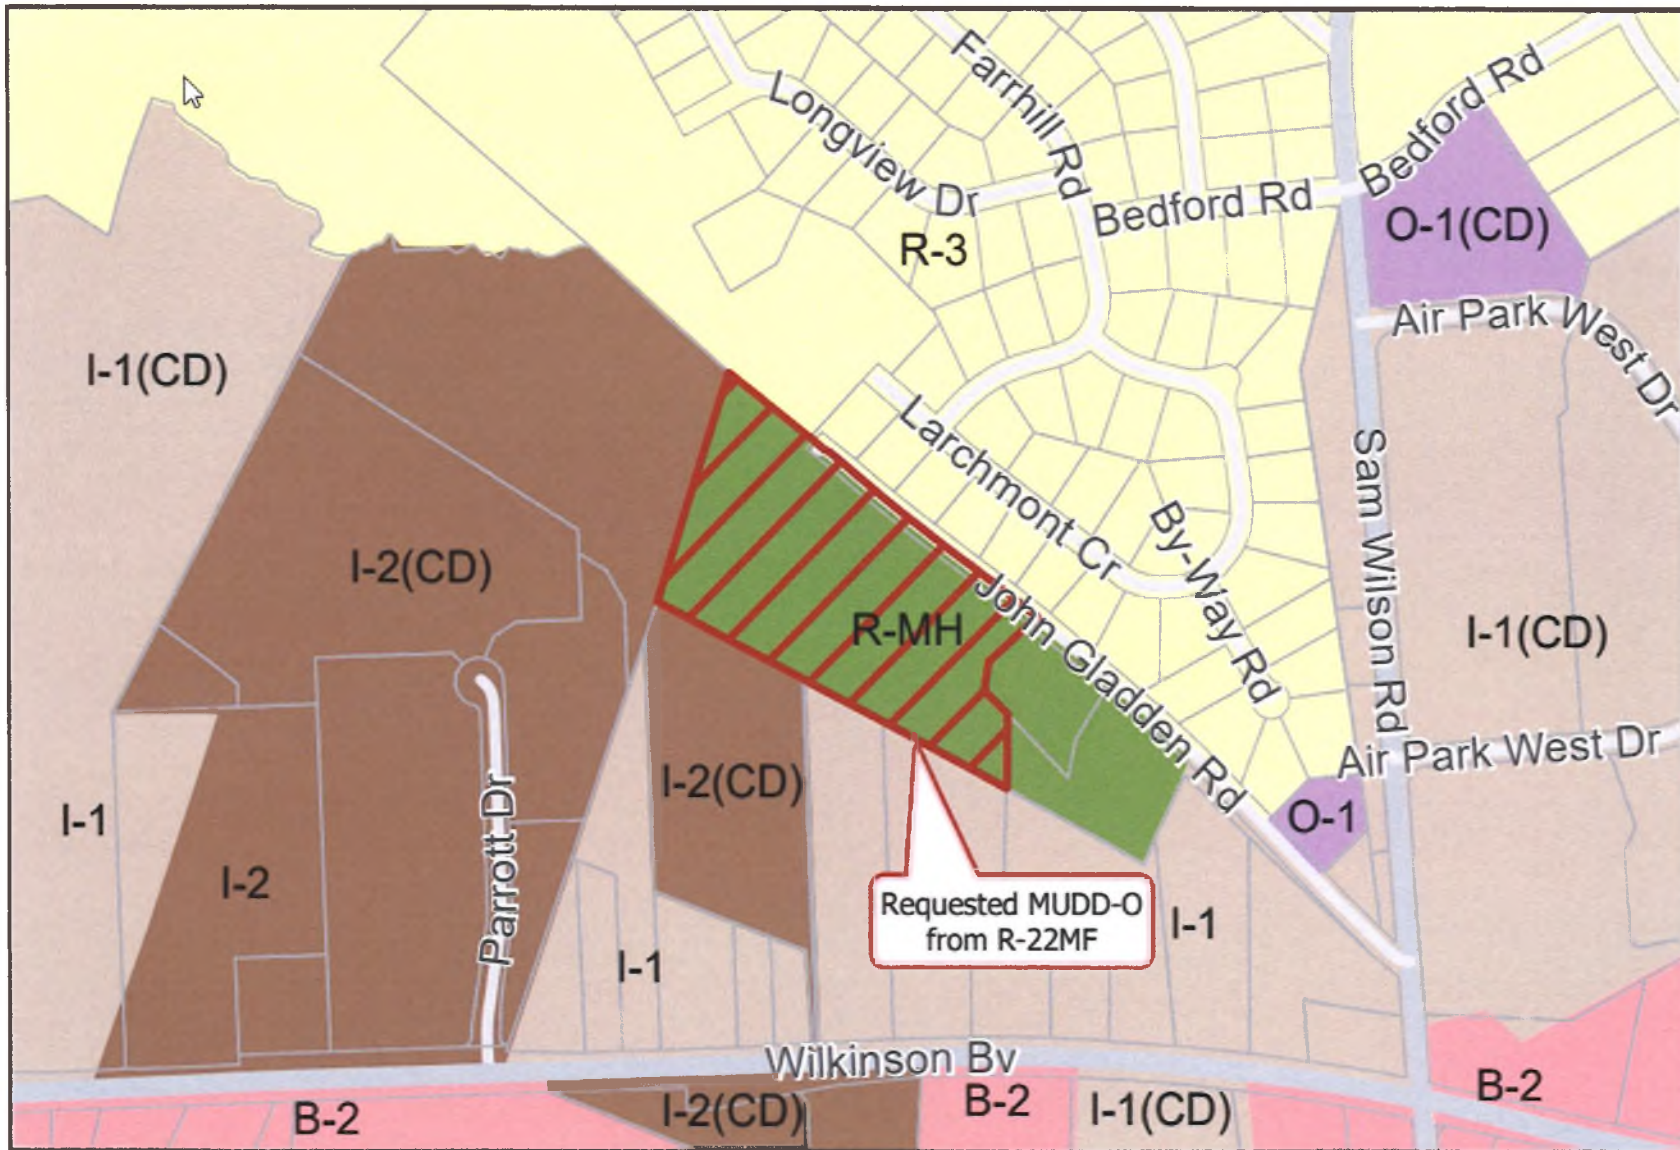 Farrhill Rd
Bedford Rd
Longview Dr
Bedford Rd
O-1(CD)
R-3
Air Park West Dr
I-1(CD)
Larchmont Cr
Sam Wilson Rd
By-Way Rd
I-2(CD)
John Gladden Rd
R-MH
I-1(CD)
Air Park West Dr
I-2(CD)
I-1
O-1
Parrott Dr
I-2
Requested MUDD-O
from R-22MF
I-1
I-1
Wilkinson Bv
B-2
I-2(CD)
B-2
I-1(CD)
B-2